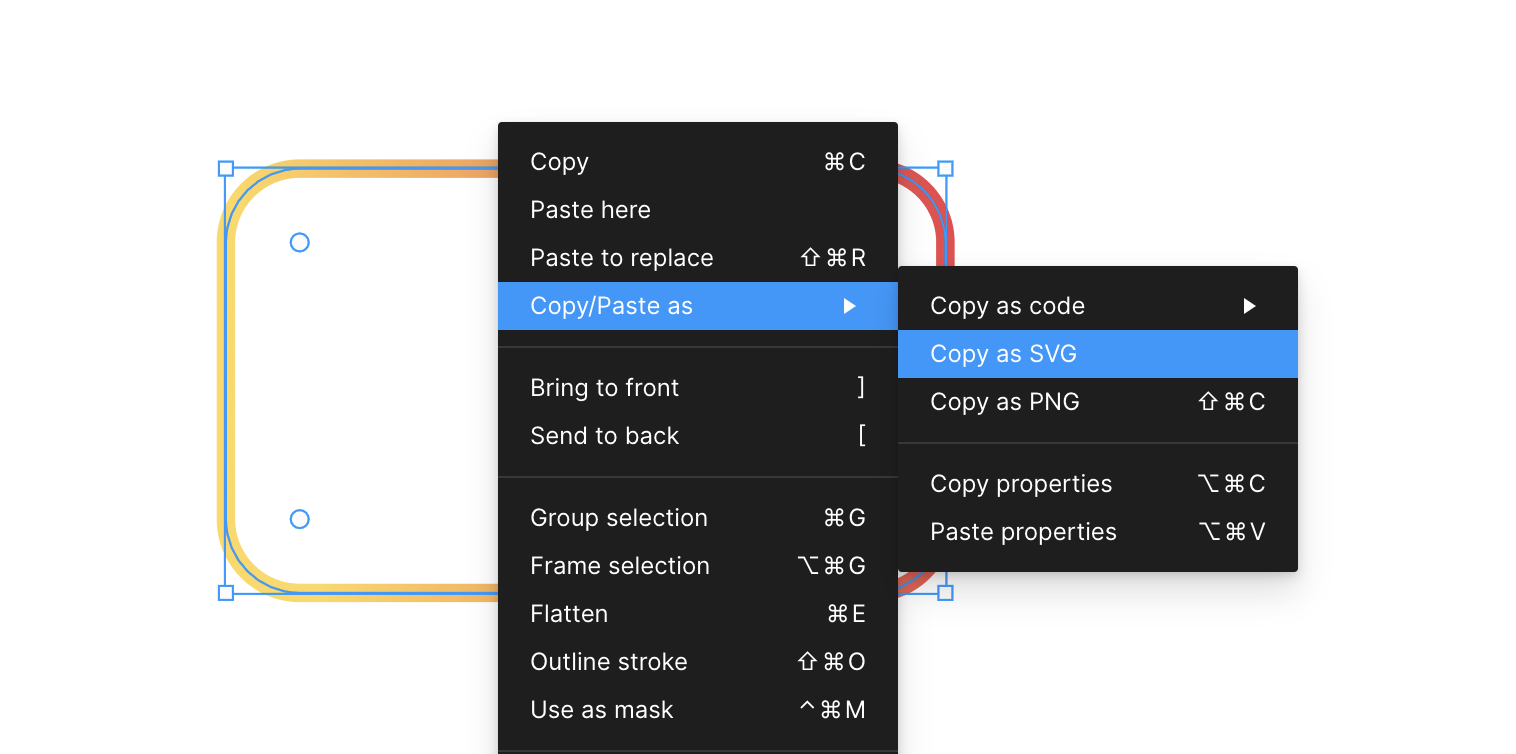 Copy ⌘C
Paste here
Paste to replace ⇧⌘R
Copy/Paste as ▶
Bring to front ]
Send to back [
Group selection ⌘G
Frame selection ⌥⌘G
Flatten ⌘E
Outline stroke ⇧⌘O
Use as mask ^⌘M
Copy as code ▶
Copy as SVG
Copy as PNG ⇧⌘C
Copy properties ⌥⌘C
Paste properties ⌥⌘V